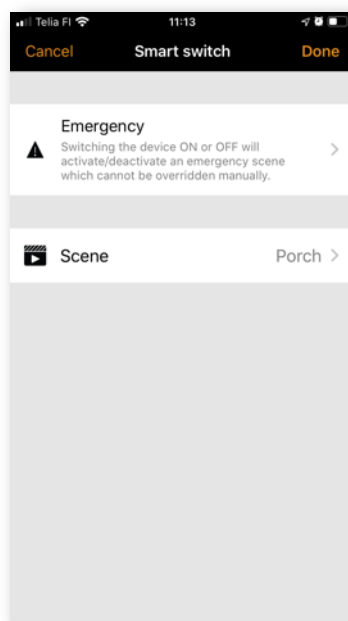 Telia FI
11:13
Cancel
Smart switch
Done
Emergency
Switching the device ON or OFF will
activate/deactivate an emergency scene
which cannot be overridden manually.
Scene
Porch